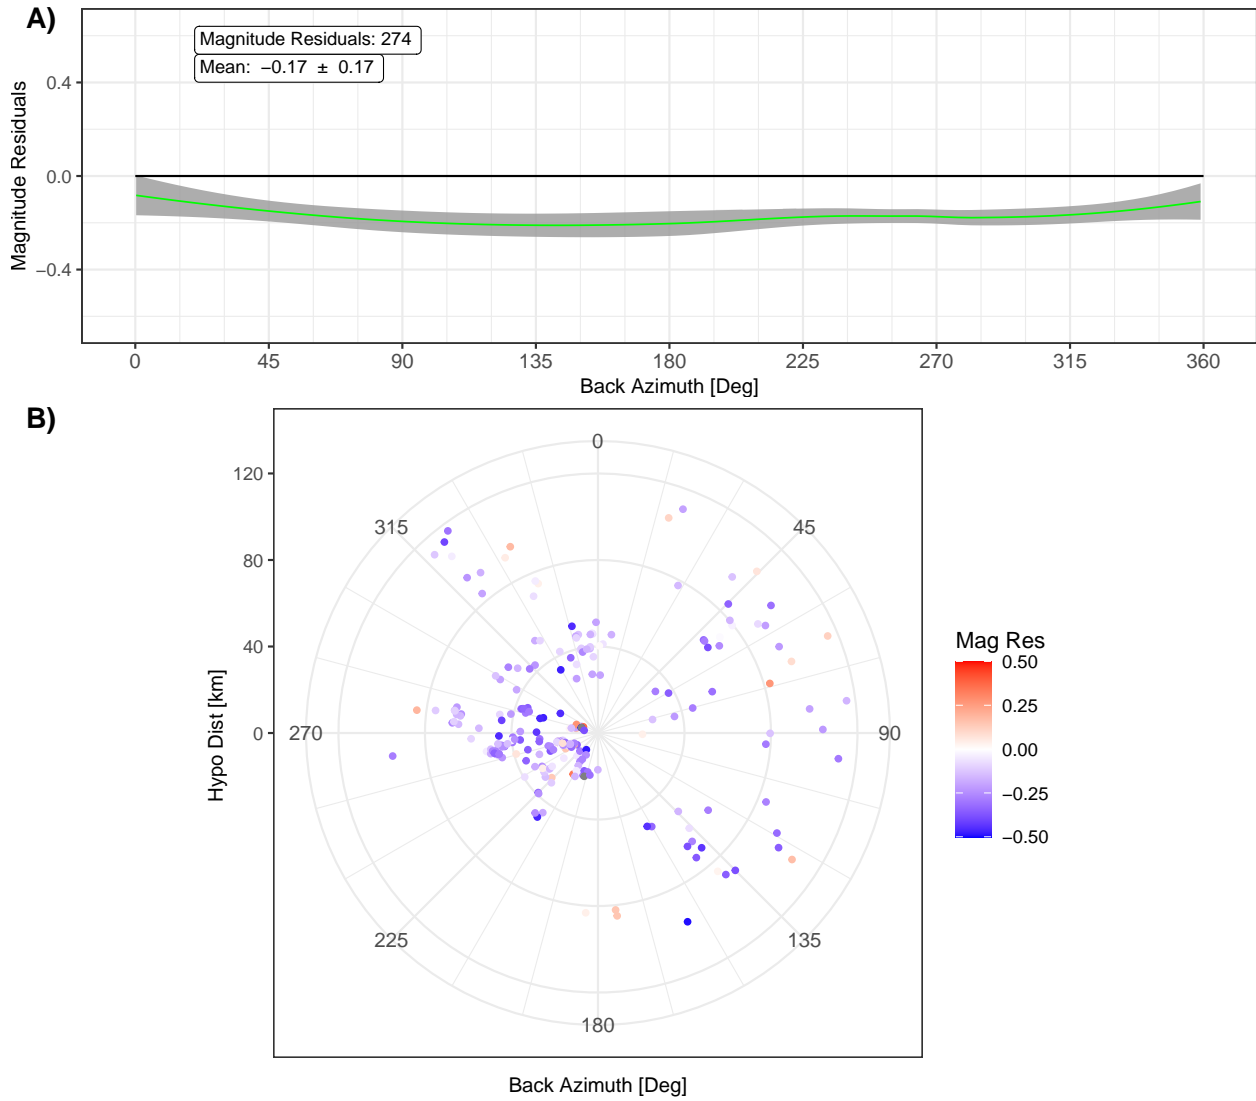 A)
Magnitude Residuals: 274
Mean: −0.17 ± 0.17
Magnitude Residuals
0.4
0.0
−0.4
0 45 90 135 180 225 270 315 360
Back Azimuth [Deg]
B)
Hypo Dist [km]
120
80
40
0
0
45
90
135
180
225
270
315
Back Azimuth [Deg]
Mag Res
0.50
0.25
0.00
−0.25
−0.50